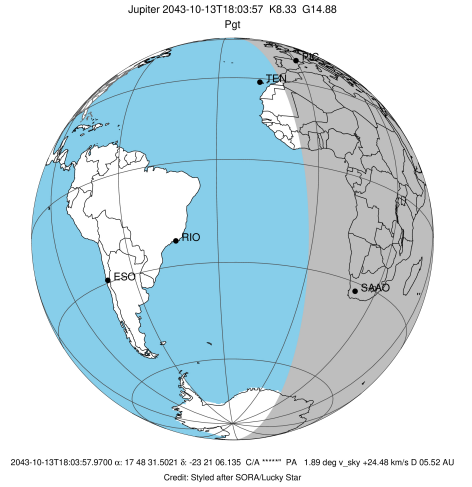 Jupiter 2043-10-13T18:03:57 K8.33 G14.88
Pgt
PIC
TEN
RIO
ESO
SAAO
2043-10-13T18:03:57.9700 α: 17 48 31.5021 δ: -23 21 06.135 C/A *****" PA 1.89 deg v_sky +24.48 km/s D 05.52 AU
Credit: Styled after SORA/Lucky Star